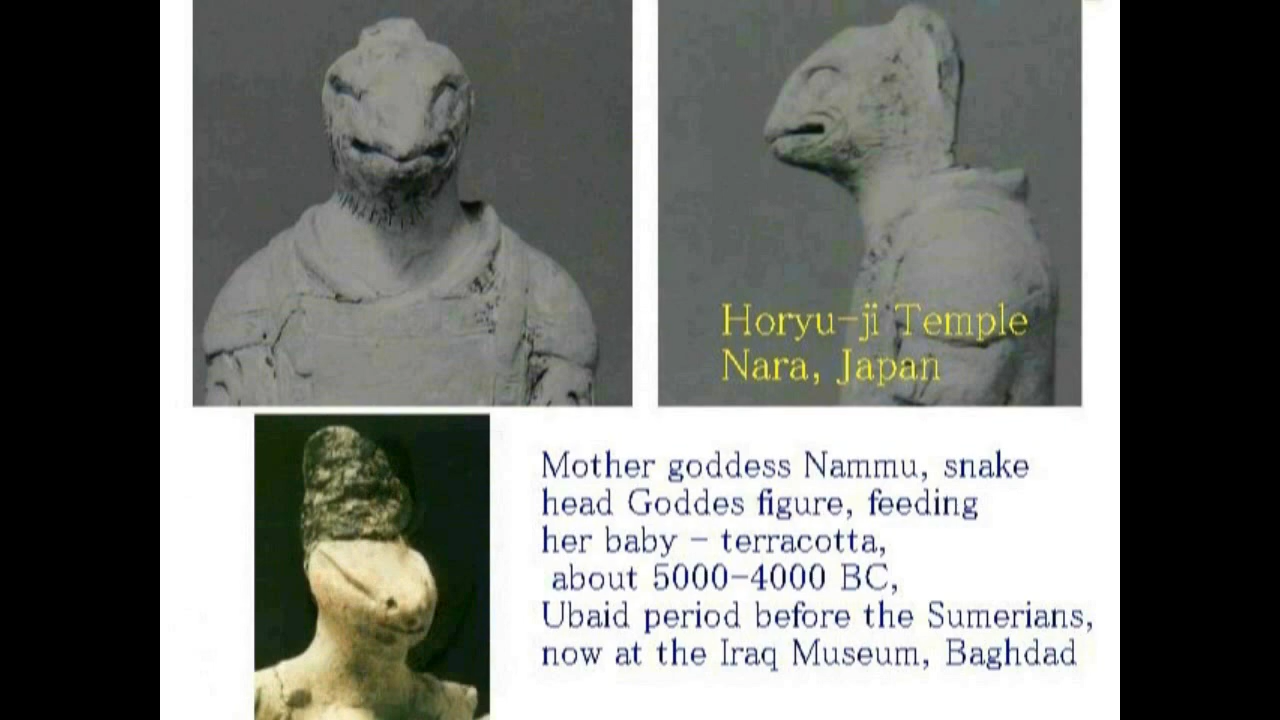 Horyu-ji Temple
Nara, Japan
Mother goddess Nammu, snake
head Goddes figure, feeding
her baby - terracotta,
about 5000-4000 BC,
Ubaid period before the Sumerians,
now at the Iraq Museum, Baghdad